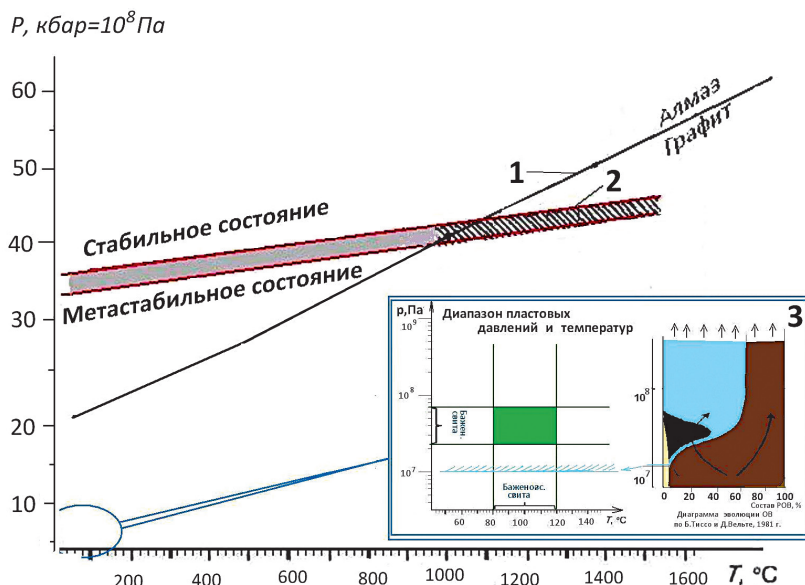 P, кбар=10⁸Па
60
50
40
30
20
10
Алмаз
Графит
1
2
Стабильное состояние
Метастабильное состояние
3
р,Па
Диапазон пластовых
давлений и температур
10⁹
10⁸
10⁷
Бажен.
свита
Баженойс.
свита
60
80
100
120
140
T, °C
10⁸
10⁷
0
20
40
60
80
100
Состав РОВ, %
Диаграмма эволюции ОВ
по Б.Тиссо и Д.Вельте, 1981 г.
200
400
600
800
1000
1200
1400
1600
T, °C